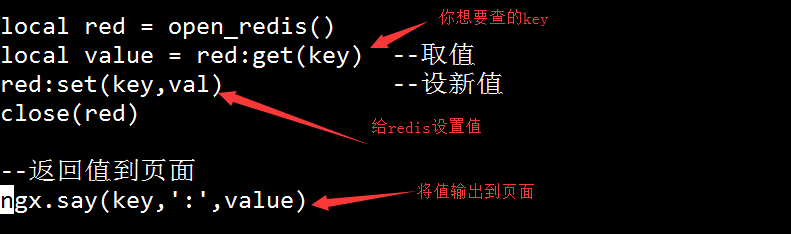 local red = open_redis()
你想要查的key
local value = red:get(key) --取值
red:set(key,val) --设新值
close(red)
给redis设置值
--返回值到页面
ngx.say(key,':',value)
将值输出到页面